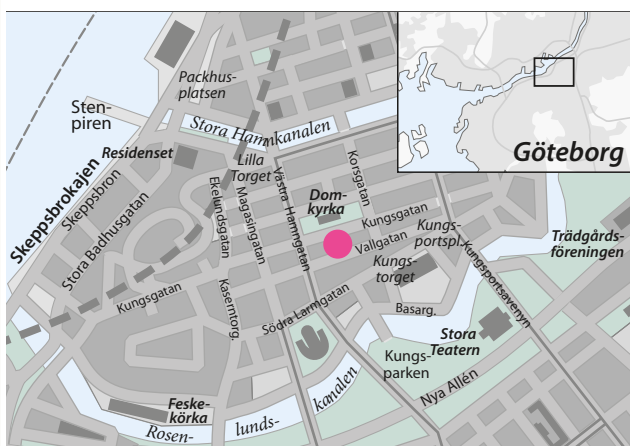 Göteborg
Packhus-
platsen
Sten-
piren
Stora Hamnkanalen
Residenset
Lilla
Torget
Skeppsbrokajen
Skeppsbron
Stora Badhusgatan
Ekelundsgatan
Magasingatan
Västra Hamngatan
Korsgatan
Dom-
kyrka
Kungsgatan
Vallgatan
Kungs-
portspl.
Kungs-
torget
Kungsportsavenyn
Trädgårds-
föreningen
Kungsgatan
Kaserntorg.
Södra Larmgatan
Basarg.
Stora
Teatern
Kungs-
parken
Nya Allén
Feske-
körka
Rosen-
lunds-
kanalen